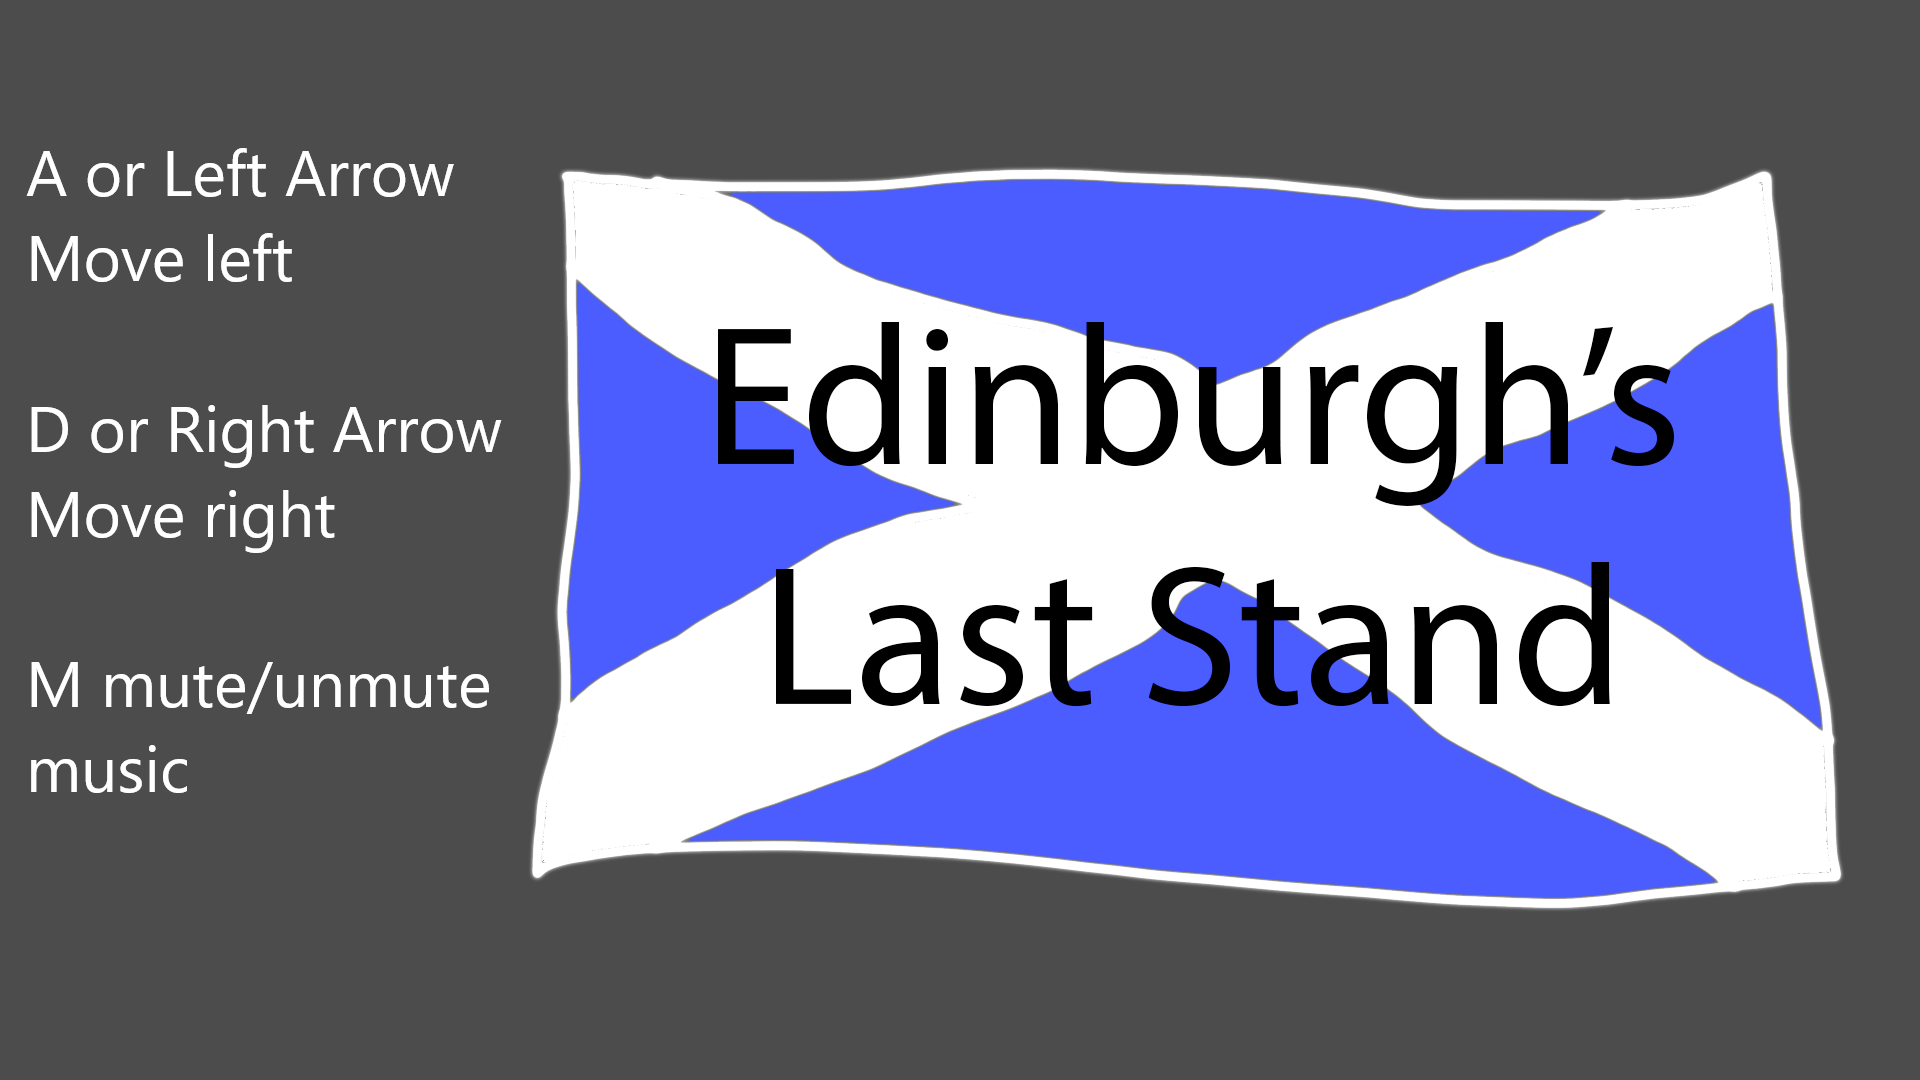 A or Left Arrow
Move left
D or Right Arrow
Move right
M mute/unmute
music
Edinburgh’s
Last Stand